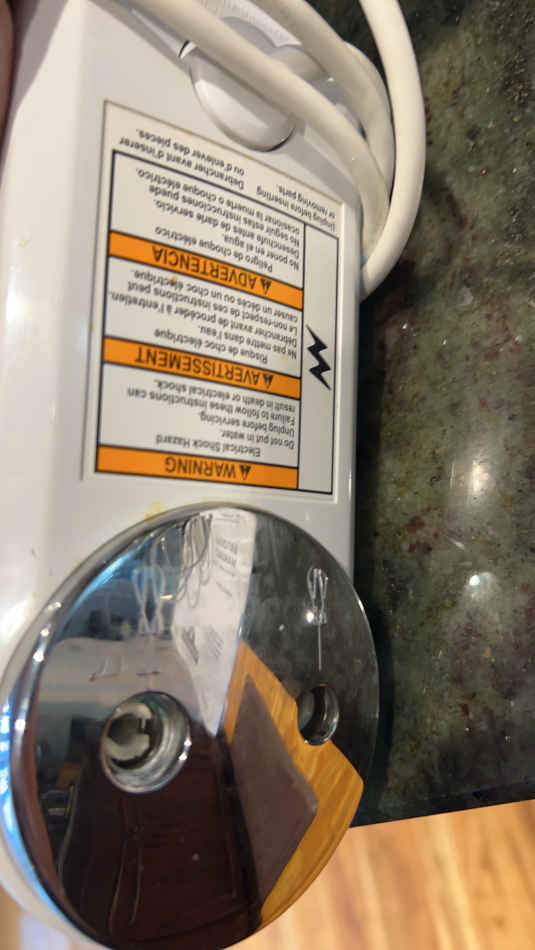 ⚠WARNING
Electrical Shock Hazard
Do not put in water.
Unplug before servicing.
Failure to follow these instructions can
result in death or electrical shock.
⚠AVERTISSEMENT
Risque de choc électrique
Ne pas mettre dans l'eau.
Débrancher avant de procéder à l'entretien.
Le non-respect de ces instructions peut
causer un décès ou un choc électrique.
⚠ADVERTENCIA
Peligro de choque eléctrico
No poner en el agua.
Desenchufe antes de darle servicio.
No seguir estas instrucciones puede
ocasionar la muerte o choque eléctrico.
Unplug before inserting
or removing parts.
Debrancher avant d'inserer
ou d'enlever des pièces.